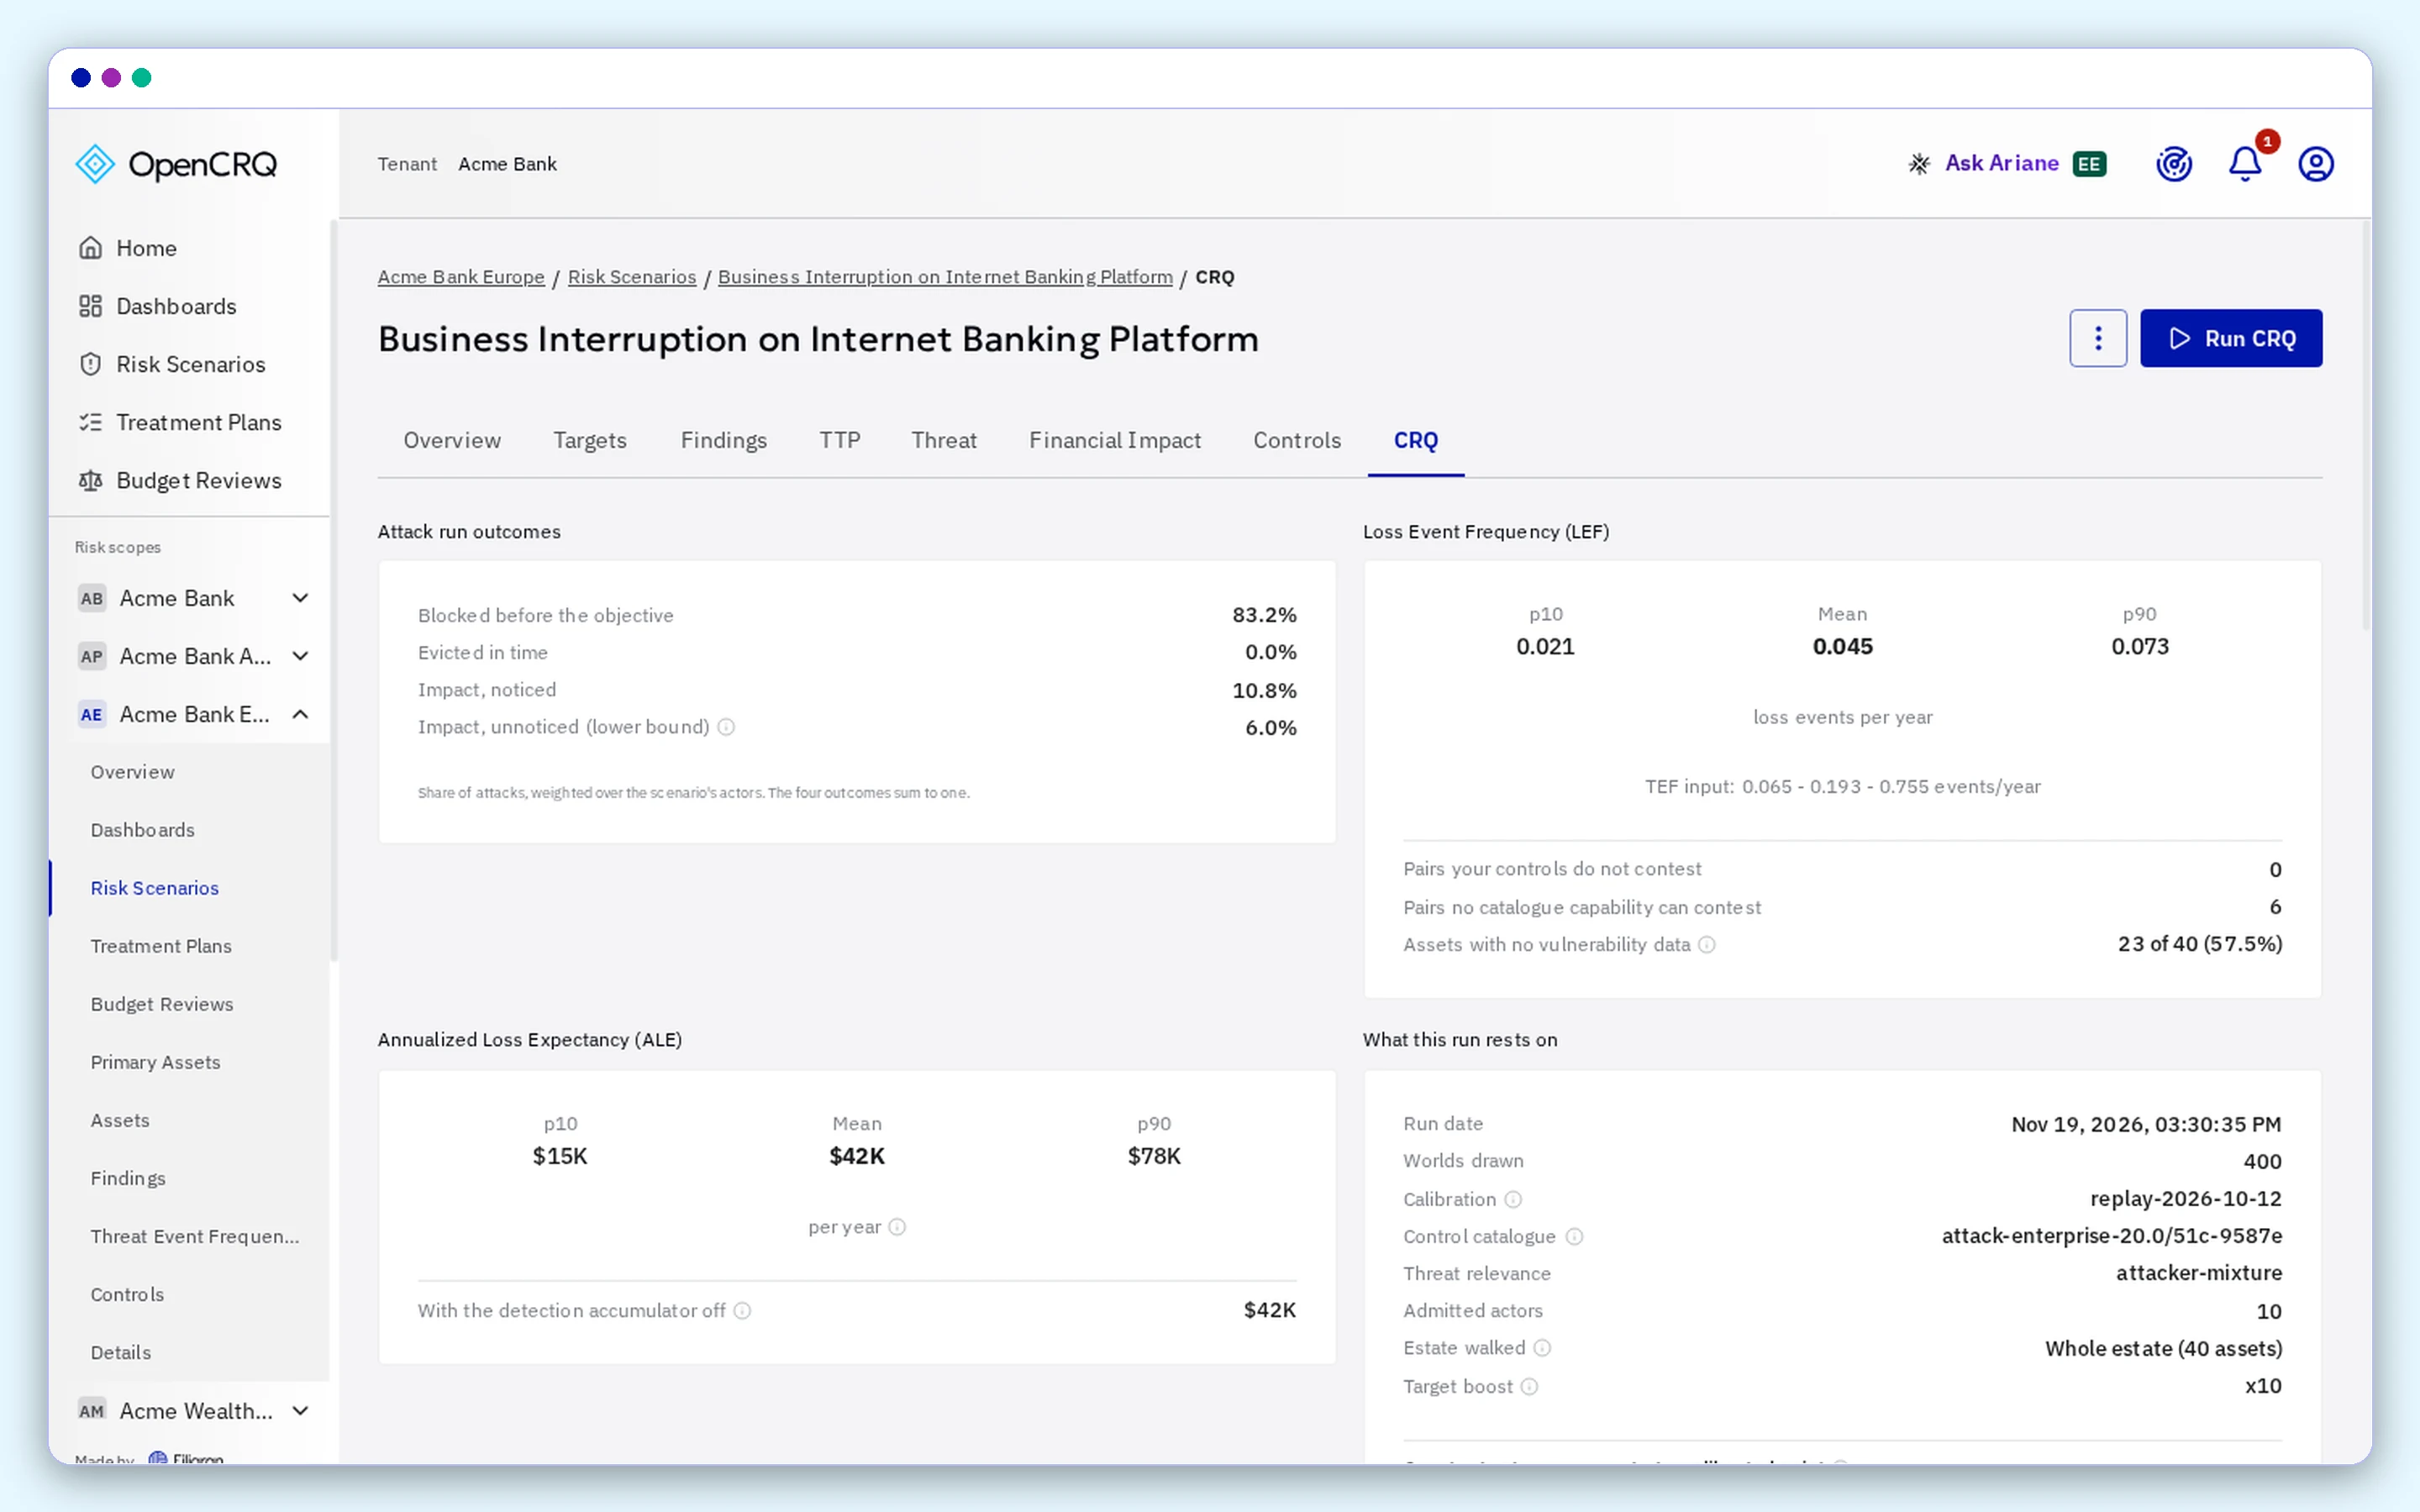 OpenCRQ
Tenant Acme Bank
Ask Ariane EE
1
Home
Dashboards
Risk Scenarios
Treatment Plans
Budget Reviews
Risk scopes
AB Acme Bank
AP Acme Bank A...
AE Acme Bank E...
Overview
Dashboards
Risk Scenarios
Treatment Plans
Budget Reviews
Primary Assets
Assets
Findings
Threat Event Frequen...
Controls
Details
AM Acme Wealth...
Made by Filigran
Acme Bank Europe / Risk Scenarios / Business Interruption on Internet Banking Platform / CRQ
Business Interruption on Internet Banking Platform
Run CRQ
Overview Targets Findings TTP Threat Financial Impact Controls CRQ
Attack run outcomes
Blocked before the objective 83.2%
Evicted in time 0.0%
Impact, noticed 10.8%
Impact, unnoticed (lower bound) 6.0%
Share of attacks, weighted over the scenario's actors. The four outcomes sum to one.
Loss Event Frequency (LEF)
p10 Mean p90
0.021 0.045 0.073
loss events per year
TEF input: 0.065 - 0.193 - 0.755 events/year
Pairs your controls do not contest 0
Pairs no catalogue capability can contest 6
Assets with no vulnerability data 23 of 40 (57.5%)
Annualized Loss Expectancy (ALE)
p10 Mean p90
$15K $42K $78K
per year
With the detection accumulator off $42K
What this run rests on
Run date Nov 19, 2026, 03:30:35 PM
Worlds drawn 400
Calibration replay-2026-10-12
Control catalogue attack-enterprise-20.0/51c-9587e
Threat relevance attacker-mixture
Admitted actors 10
Estate walked Whole estate (40 assets)
Target boost x10